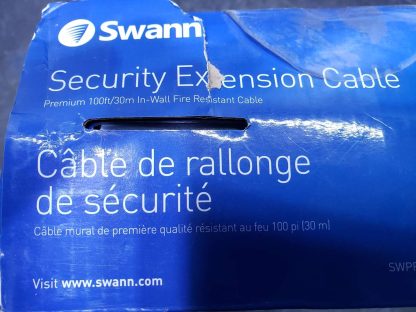 Swann
Security Extension Cable
Premium 100ft/30m In-Wall Fire Resistant Cable
Câble de rallonge
de sécurité
Câble mural de première qualité résistant au feu 100 pi (30 m)
Visit www.swann.com